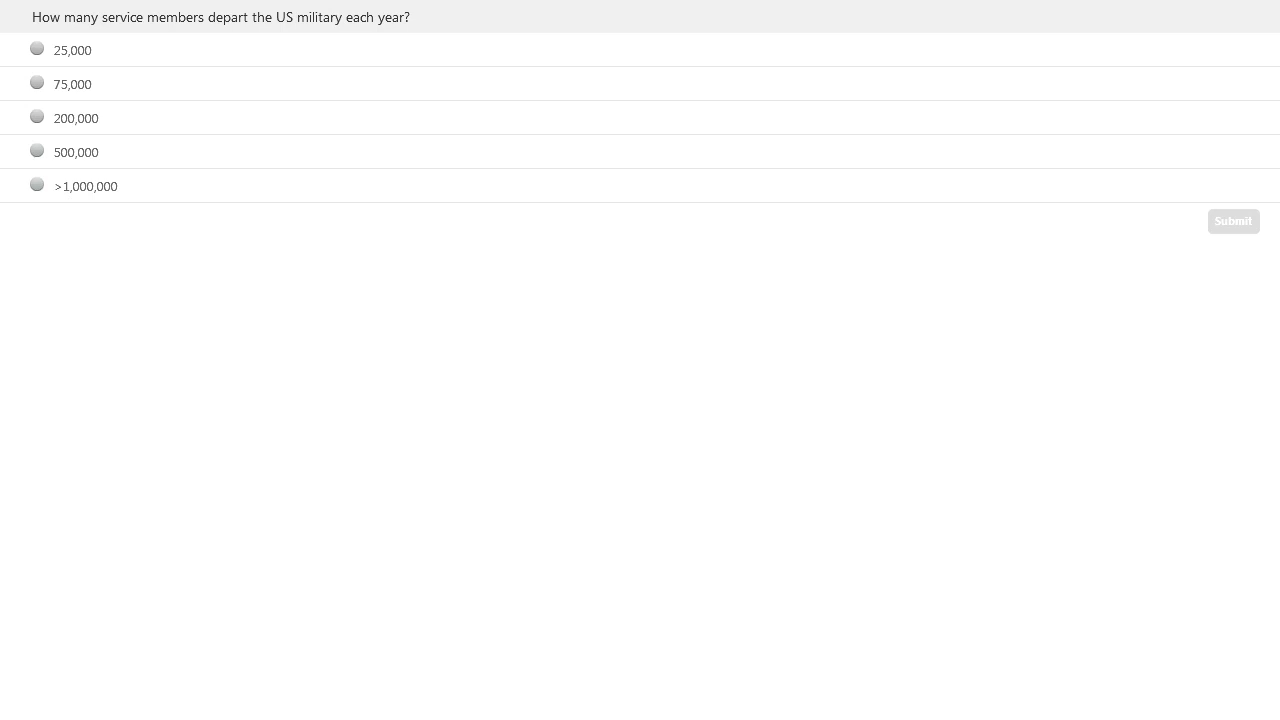 How many service members depart the US military each year?
25,000
75,000
200,000
500,000
>1,000,000
Submit